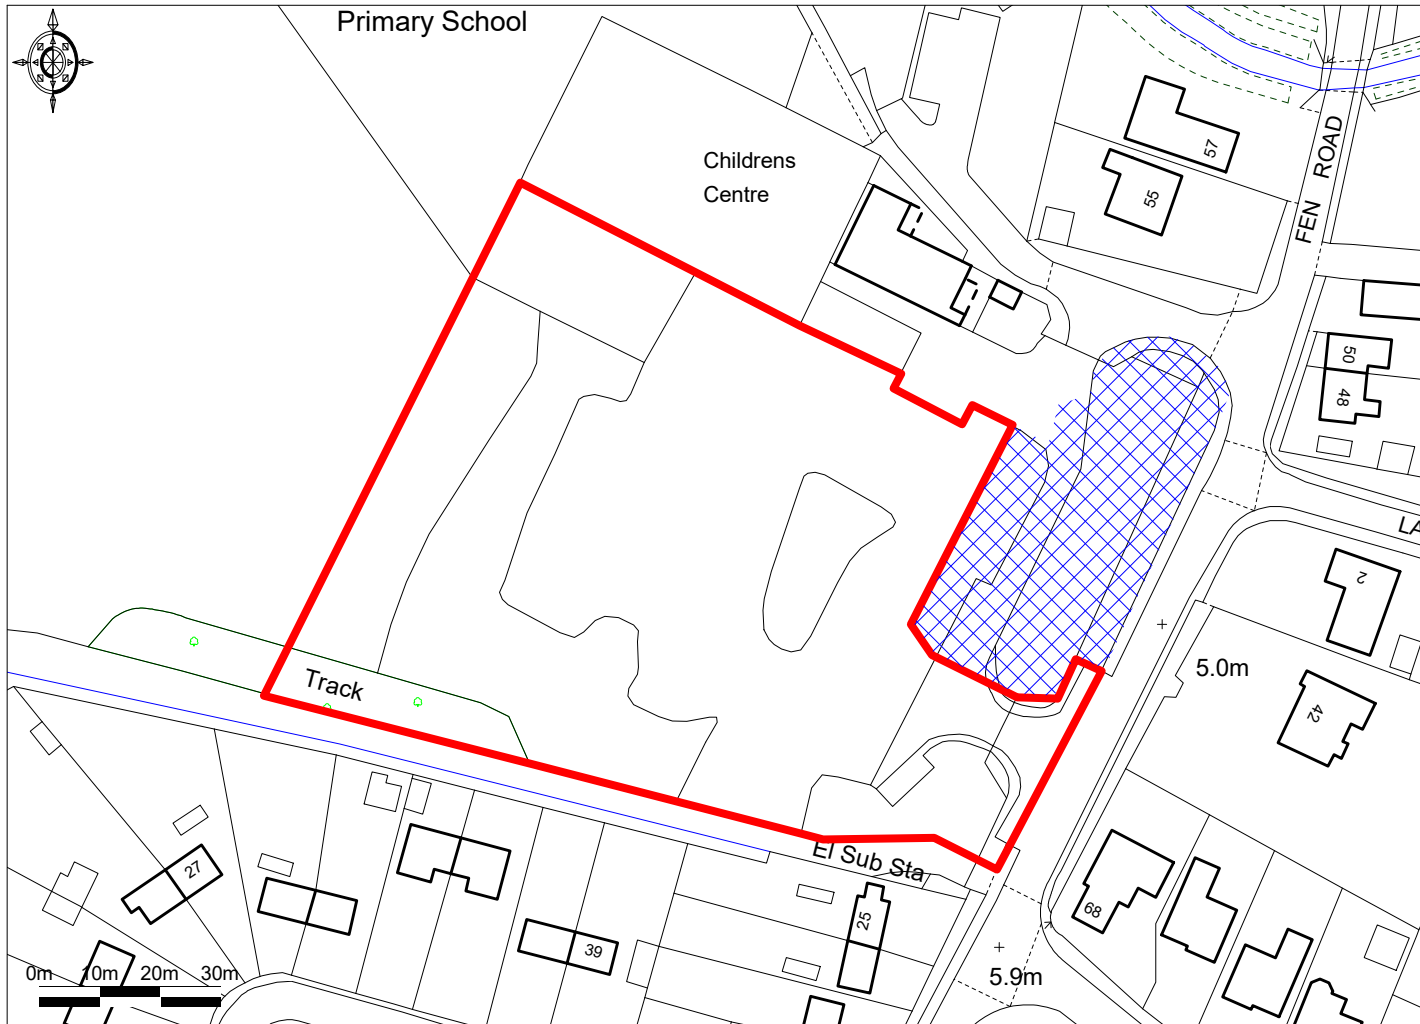 Primary School
Childrens
Centre
57
55
FEN ROAD
50
48
LA
2
5.0m
42
Track
El Sub Sta
27
39
25
68
5.9m
0m 10m 20m 30m